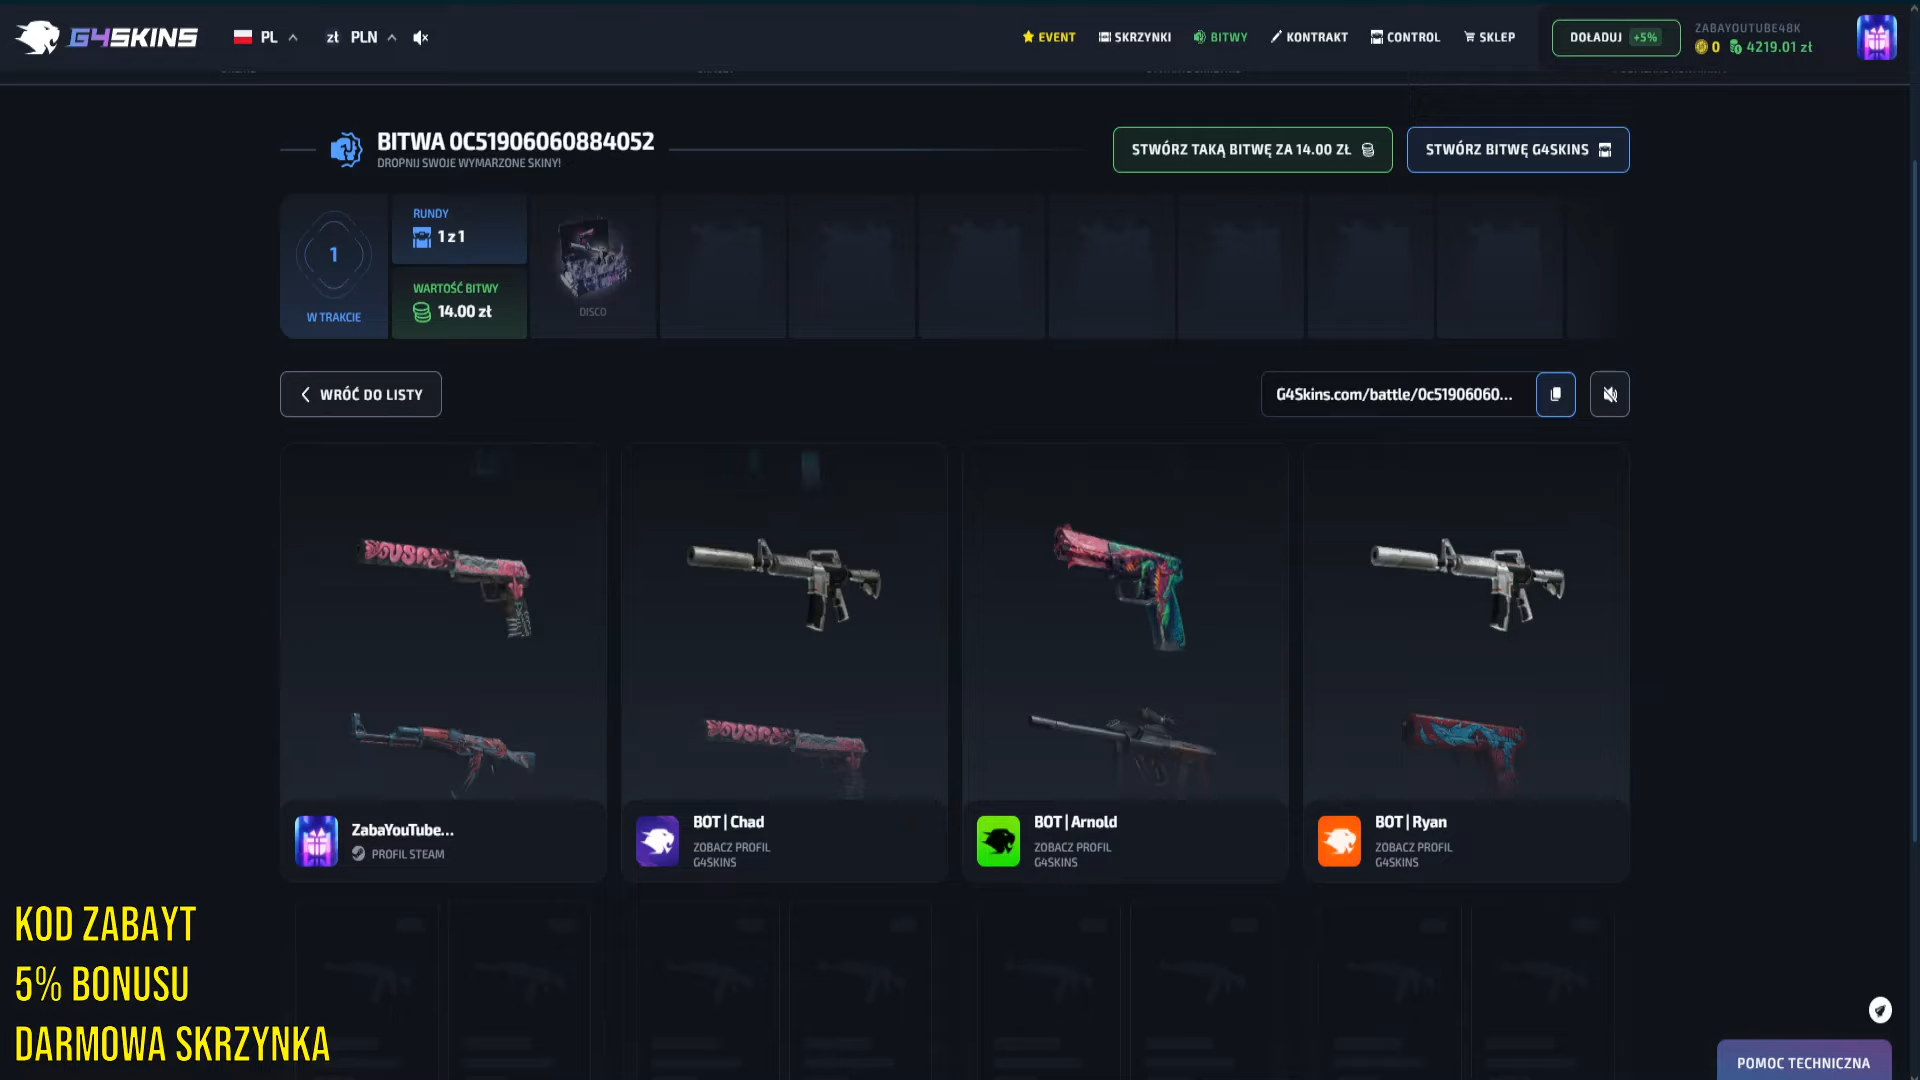 G4SKINS
PL
zł PLN
EVENT
SKRZYNKI
BITWY
KONTRAKT
CONTROL
SKLEP
DOŁADUJ +5%
ZABAYOUTUBE48K
0 4219.01 zł
BITWA 0C51906060884052
DROPNIJ SWOJE WYMARZONE SKINY!
STWÓRZ TAKĄ BITWĘ ZA 14.00 ZŁ
STWÓRZ BITWĘ G4SKINS
1
W TRAKCIE
RUNDY
1 z 1
WARTOŚĆ BITWY
14.00 zł
DISCO
WRÓĆ DO LISTY
G4Skins.com/battle/0c51906060...
ZabaYouTube...
PROFIL STEAM
BOT | Chad
ZOBACZ PROFIL
G4SKINS
BOT | Arnold
ZOBACZ PROFIL
G4SKINS
BOT | Ryan
ZOBACZ PROFIL
G4SKINS
KOD ZABAYT
5% BONUSU
DARMOWA SKRZYNKA
POMOC TECHNICZNA